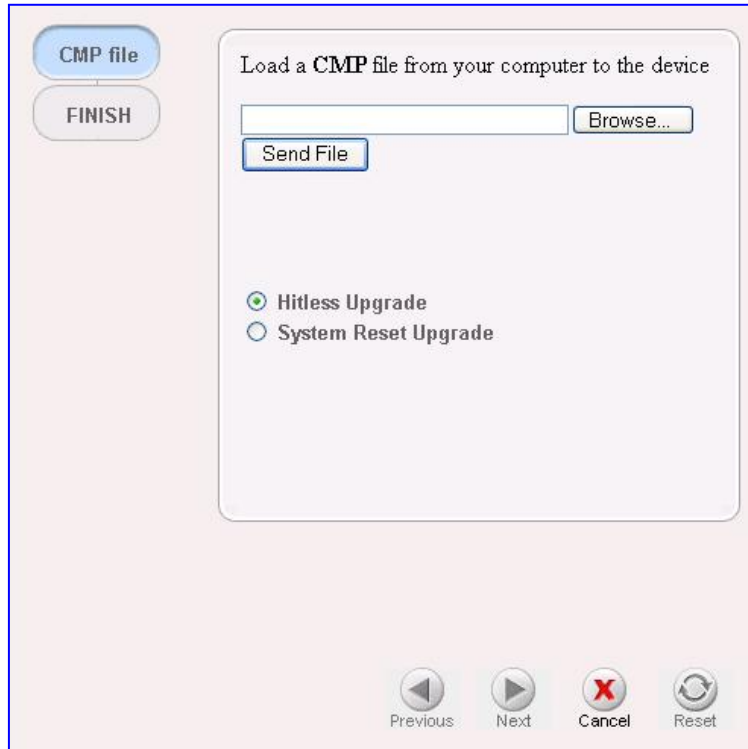 CMP file
FINISH
Load a CMP file from your computer to the device
Browse...
Send File
Hitless Upgrade
System Reset Upgrade
Previous Next Cancel Reset